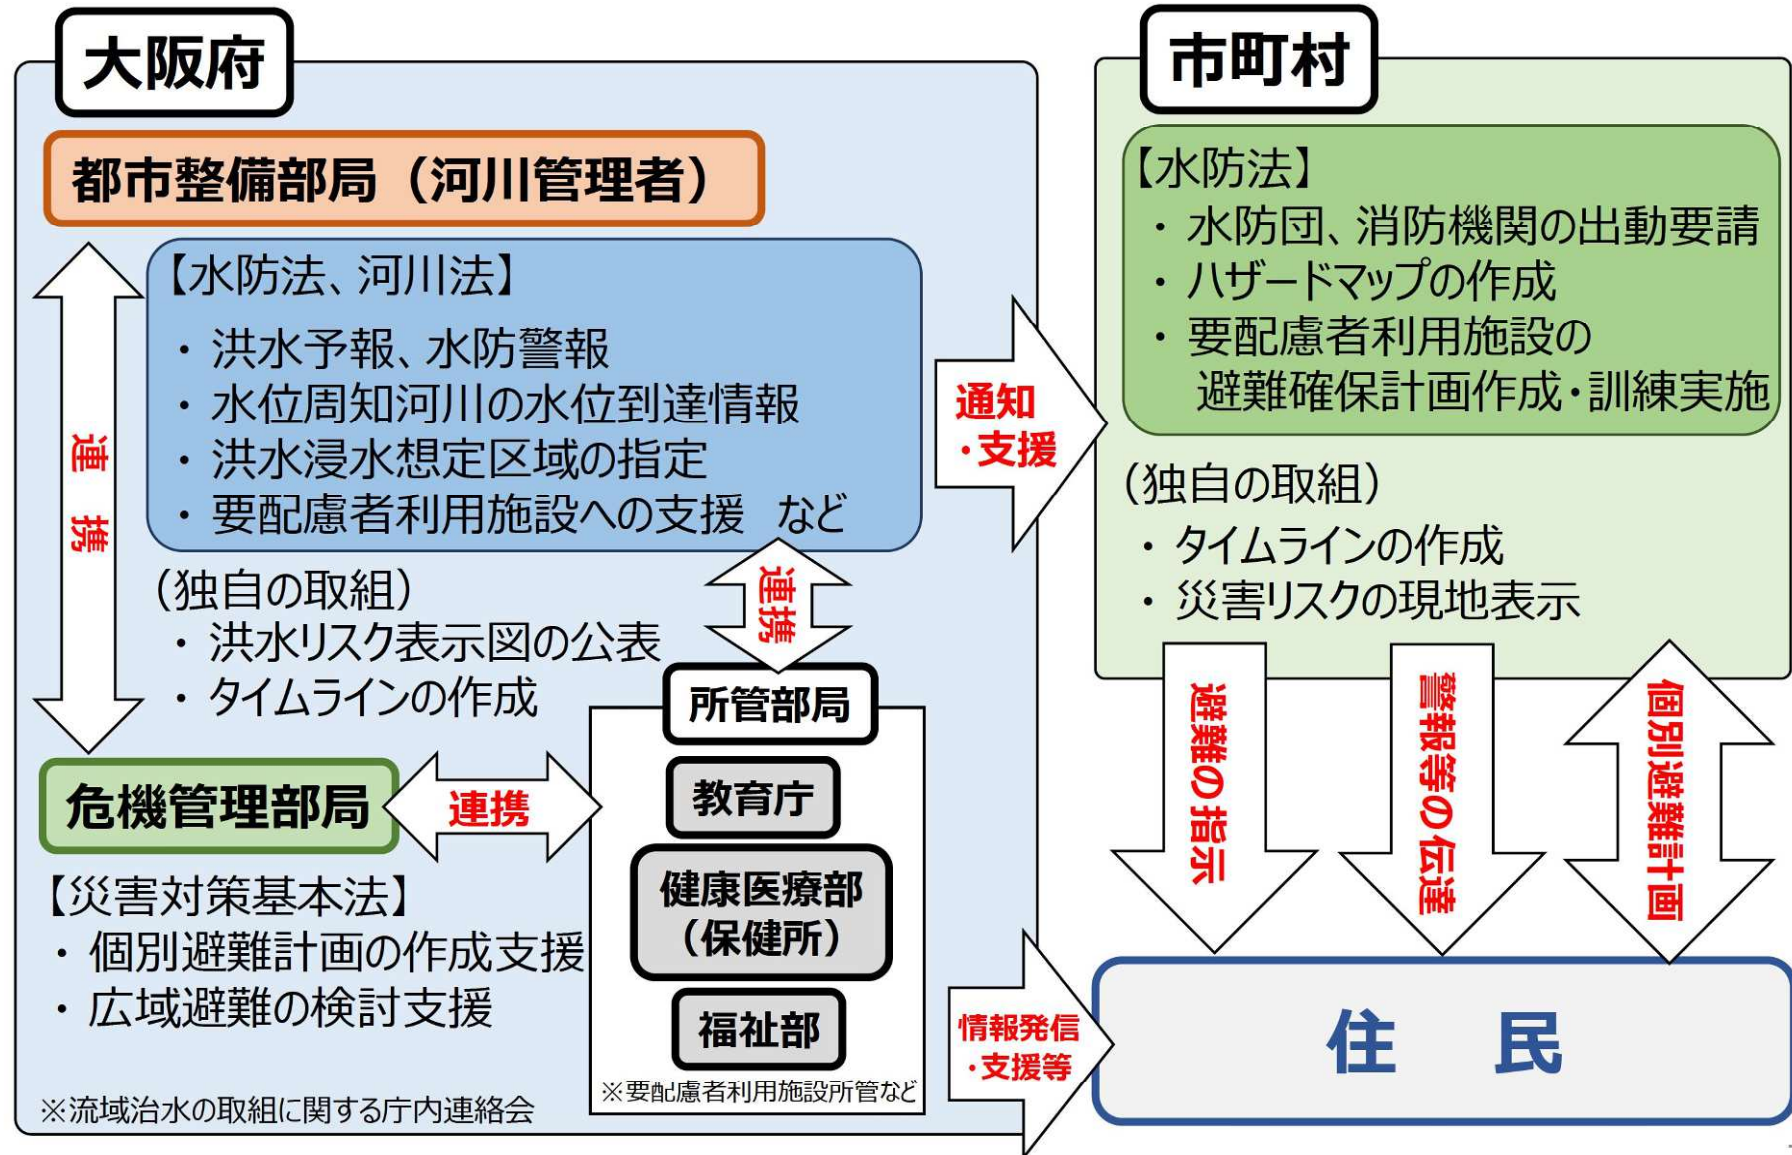 大阪府
都市整備部局（河川管理者）
【水防法、河川法】
・洪水予報、水防警報
・水位周知河川の水位到達情報
・洪水浸水想定区域の指定
・要配慮者利用施設への支援　など
（独自の取組）
・洪水リスク表示図の公表
・タイムラインの作成
連携
連携
所管部局
教育庁
健康医療部
（保健所）
福祉部
※要配慮者利用施設所管など
危機管理部局
連携
【災害対策基本法】
・個別避難計画の作成支援
・広域避難の検討支援
※流域治水の取組に関する庁内連絡会
通知
・支援
情報発信
・支援等
市町村
【水防法】
・水防団、消防機関の出動要請
・ハザードマップの作成
・要配慮者利用施設の
避難確保計画作成・訓練実施
（独自の取組）
・タイムラインの作成
・災害リスクの現地表示
避難の指示
警報等の伝達
個別避難計画
住　民